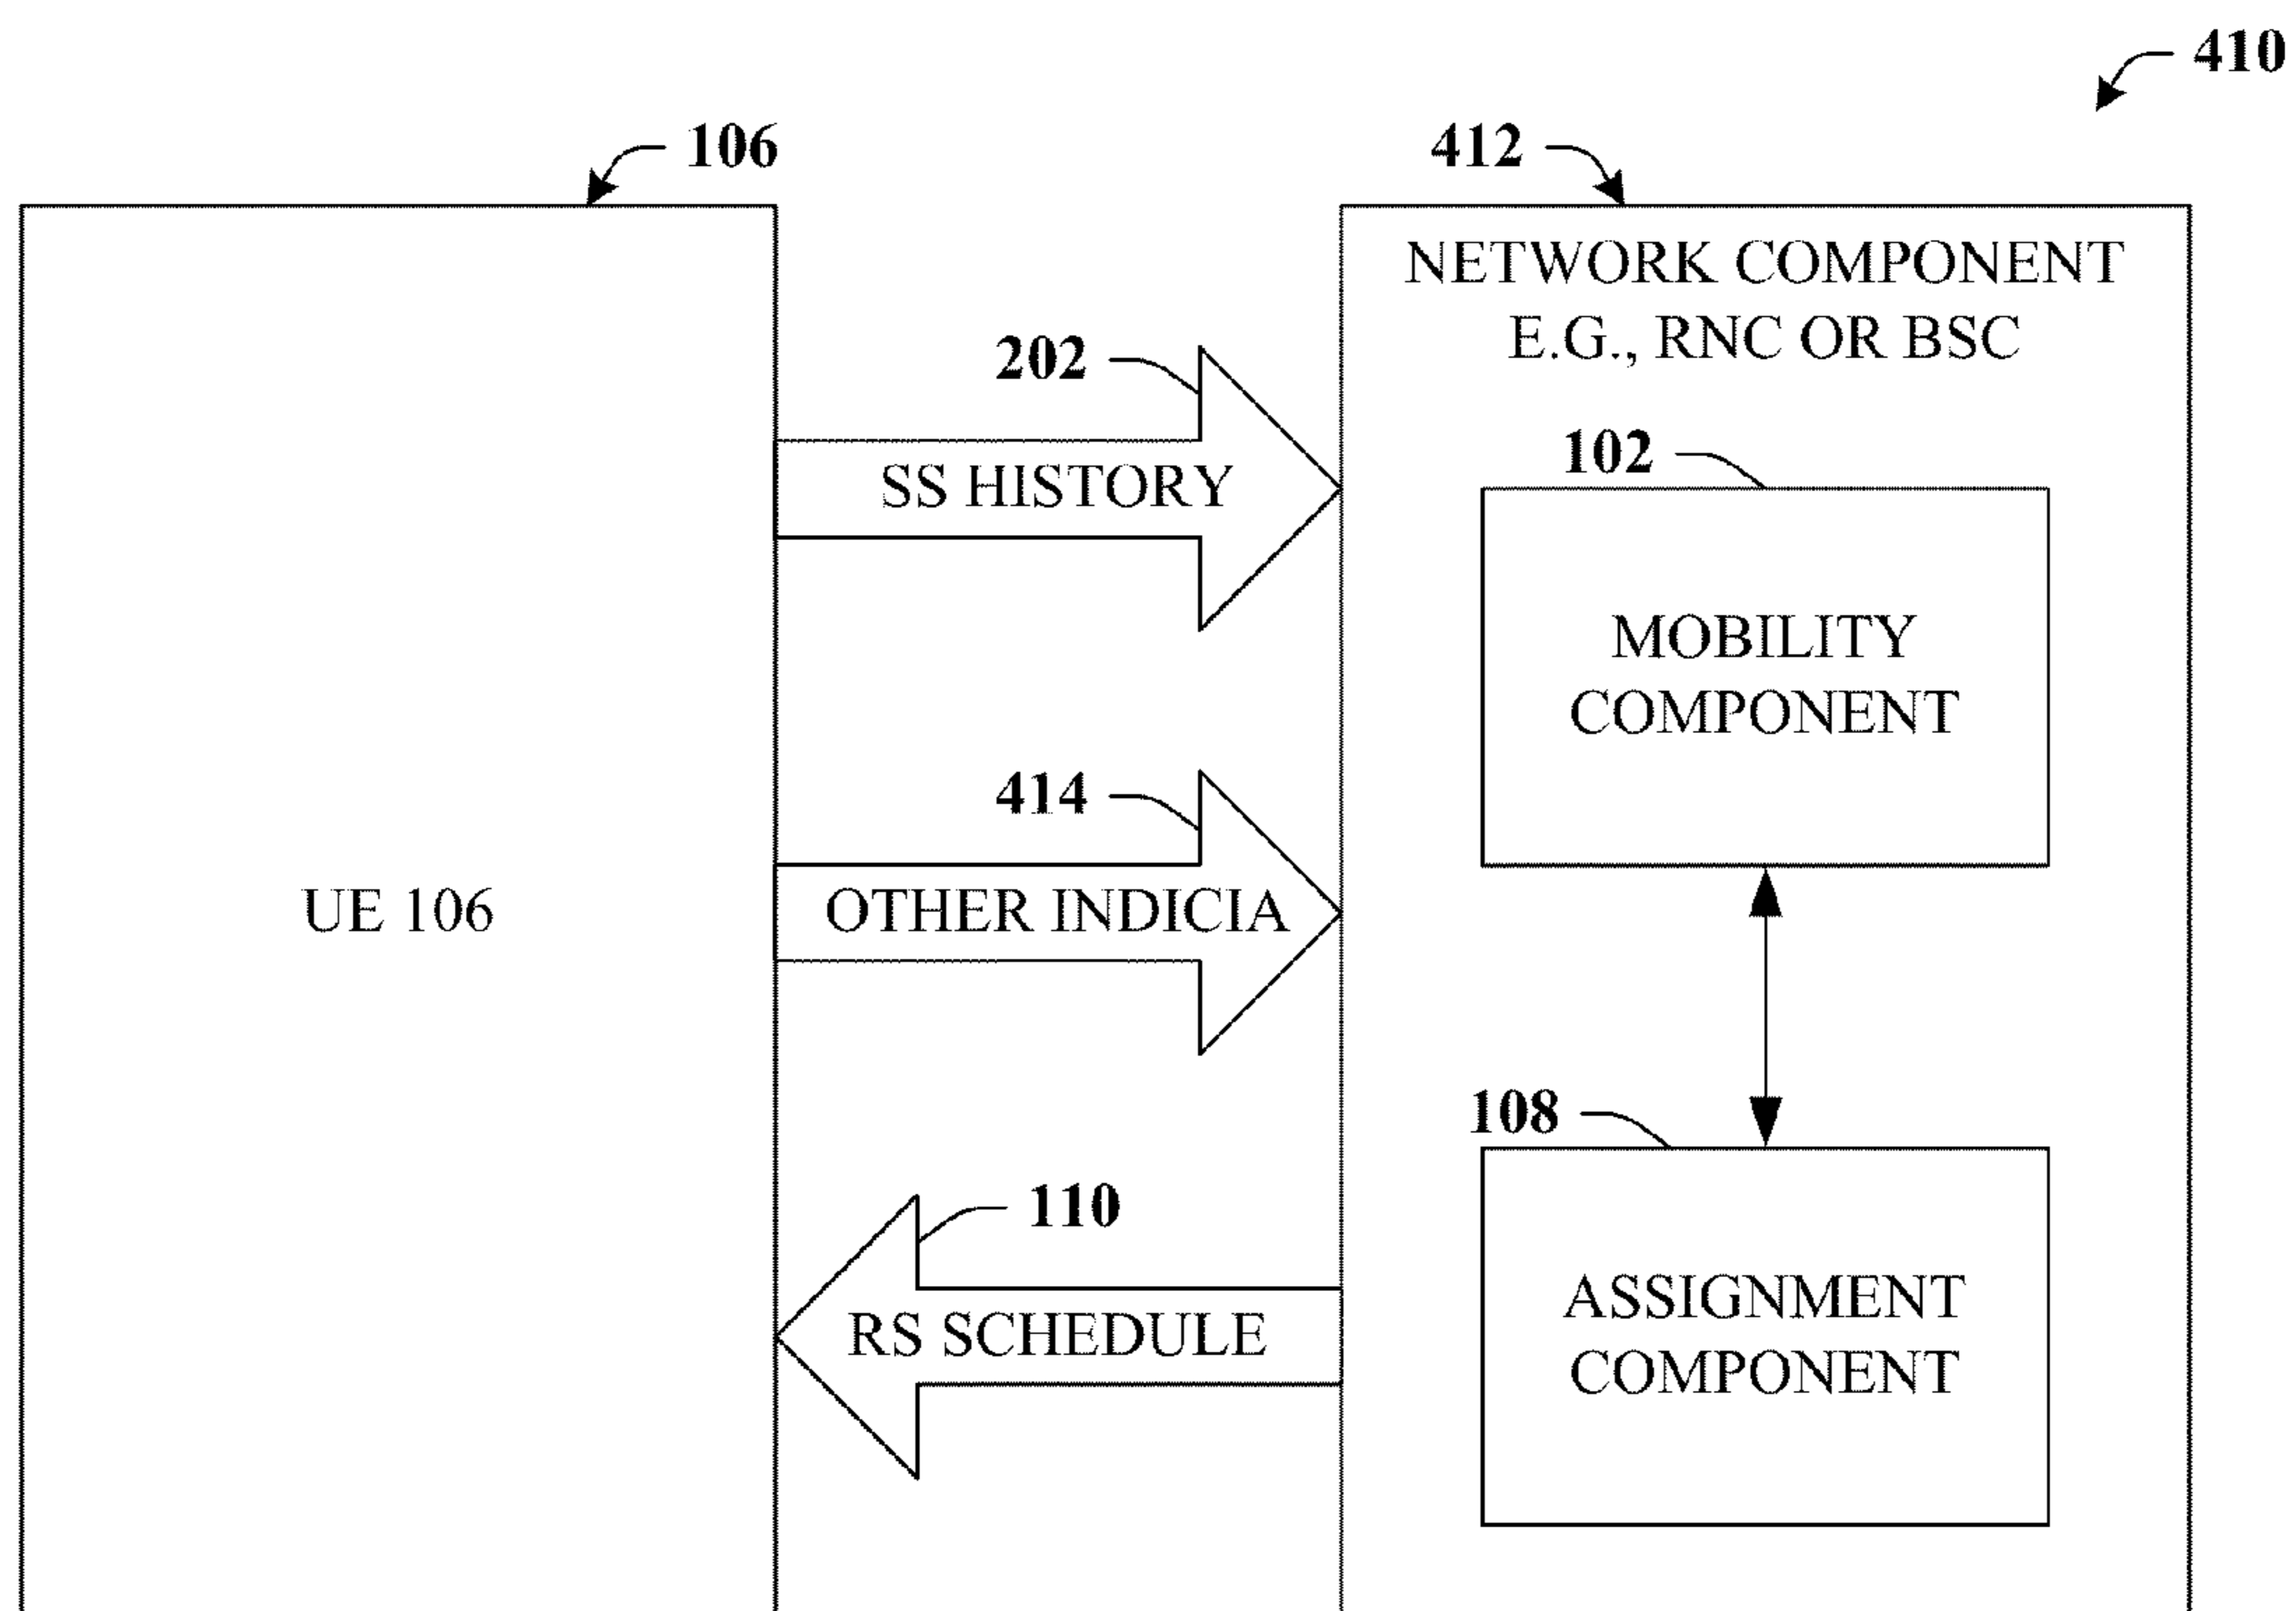 410
106
412
NETWORK COMPONENT
E.G., RNC OR BSC
202
SS HISTORY
102
MOBILITY
COMPONENT
414
OTHER INDICIA
UE 106
108
110
RS SCHEDULE
ASSIGNMENT
COMPONENT